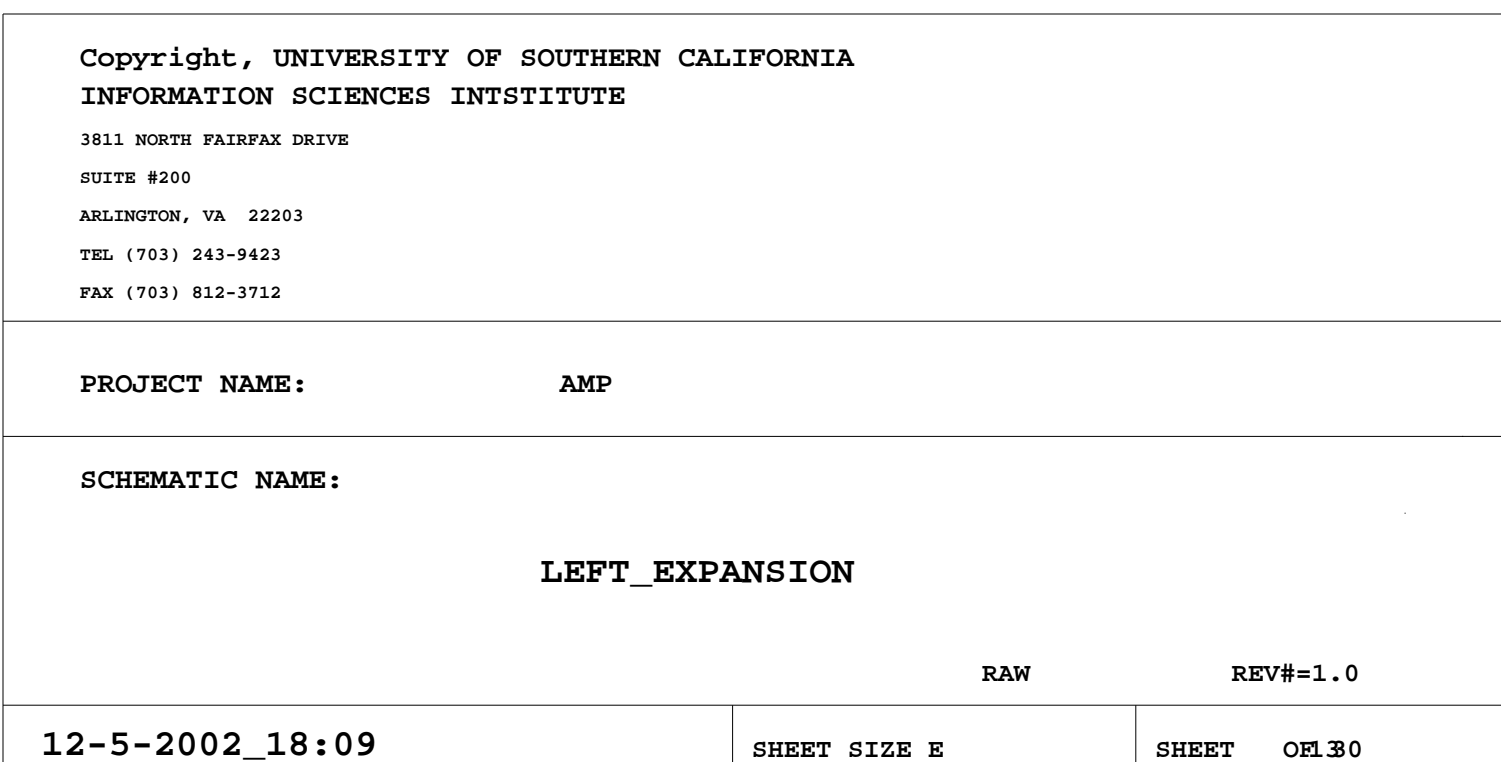 Copyright, UNIVERSITY OF SOUTHERN CALIFORNIA
INFORMATION SCIENCES INTSTITUTE
3811 NORTH FAIRFAX DRIVE
SUITE #200
ARLINGTON, VA 22203
TEL (703) 243-9423
FAX (703) 812-3712
PROJECT NAME: AMP
SCHEMATIC NAME:
LEFT_EXPANSION
RAW REV#=1.0
12-5-2002_18:09 SHEET SIZE E SHEET